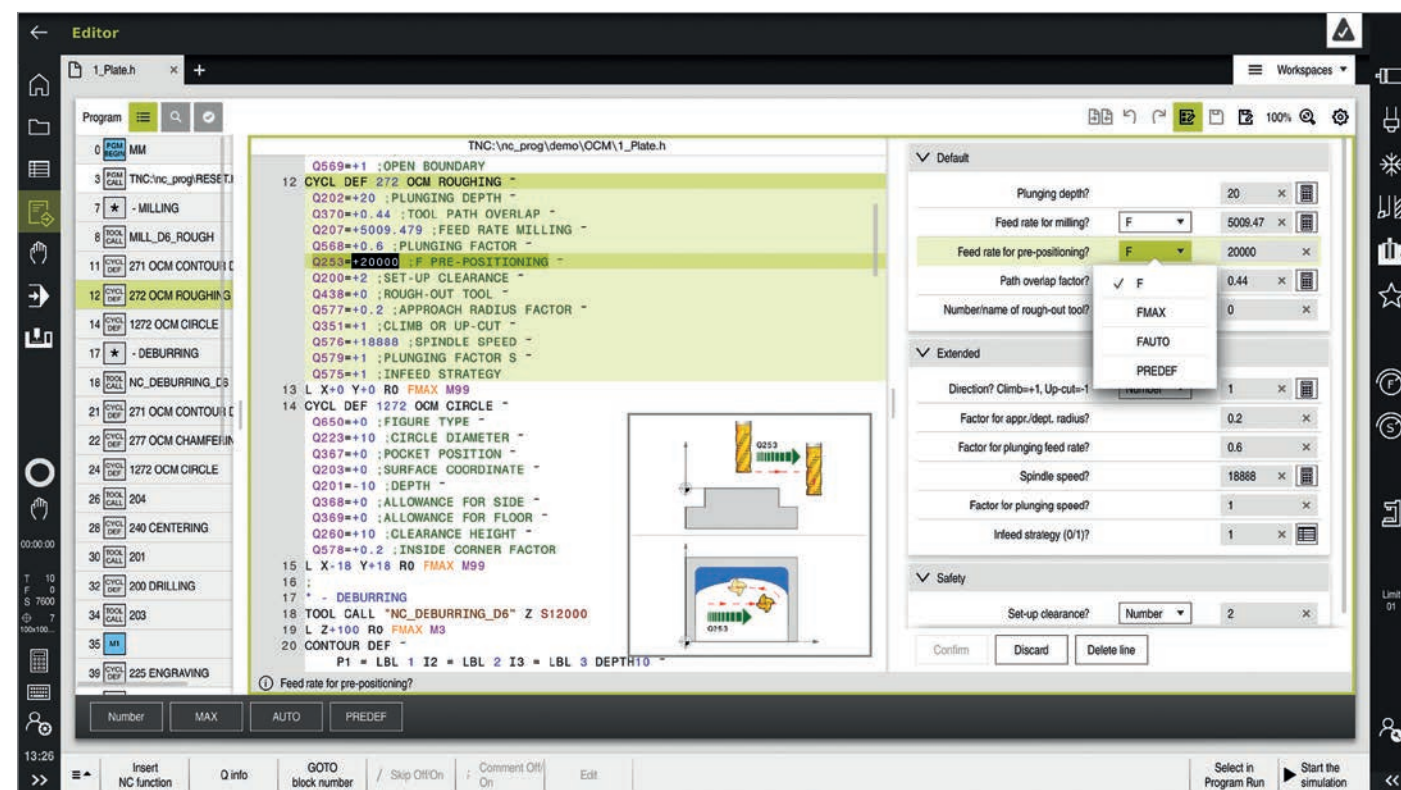 Editor
1_Plate.h × +
Workspaces
Program
100%
0 PGM BEGIN MM
3 PGM CALL TNC:\nc_prog\RESET.
7 * - MILLING
8 TOOL CALL MILL_D6_ROUGH
11 CYCL DEF 271 OCM CONTOUR D
12 CYCL DEF 272 OCM ROUGHING
14 CYCL DEF 1272 OCM CIRCLE
17 * - DEBURRING
18 TOOL CALL NC_DEBURRING_D6
21 CYCL DEF 271 OCM CONTOUR D
22 CYCL DEF 277 OCM CHAMFERIN
24 CYCL DEF 1272 OCM CIRCLE
26 TOOL CALL 204
28 CYCL DEF 240 CENTERING
30 TOOL CALL 201
32 CYCL DEF 200 DRILLING
34 TOOL CALL 203
35 M1
39 CYCL DEF 225 ENGRAVING
TNC:\nc_prog\demo\OCM\1_Plate.h
Q569=+1 ;OPEN BOUNDARY
12 CYCL DEF 272 OCM ROUGHING ~
Q202=+20 ;PLUNGING DEPTH ~
Q370=+0.44 ;TOOL PATH OVERLAP ~
Q207=+5009.479 ;FEED RATE MILLING ~
Q568=+0.6 ;PLUNGING FACTOR ~
Q253=+20000 ;F PRE-POSITIONING ~
Q200=+2 ;SET-UP CLEARANCE ~
Q438=+0 ;ROUGH-OUT TOOL ~
Q577=+0.2 ;APPROACH RADIUS FACTOR ~
Q351=+1 ;CLIMB OR UP-CUT ~
Q576=+18888 ;SPINDLE SPEED ~
Q579=+1 ;PLUNGING FACTOR S ~
Q575=+1 ;INFEED STRATEGY
13 L X+0 Y+0 R0 FMAX M99
14 CYCL DEF 1272 OCM CIRCLE ~
Q650=+0 ;FIGURE TYPE ~
Q223=+10 ;CIRCLE DIAMETER ~
Q367=+0 ;POCKET POSITION ~
Q203=+0 ;SURFACE COORDINATE ~
Q201=-10 ;DEPTH ~
Q368=+0 ;ALLOWANCE FOR SIDE ~
Q369=+0 ;ALLOWANCE FOR FLOOR ~
Q260=+10 ;CLEARANCE HEIGHT ~
Q578=+0.2 ;INSIDE CORNER FACTOR
15 L X-18 Y+18 R0 FMAX M99
16 ;
17 * - DEBURRING
18 TOOL CALL "NC_DEBURRING_D6" Z S12000
19 L Z+100 R0 FMAX M3
20 CONTOUR DEF ~
P1 = LBL 1 I2 = LBL 2 I3 = LBL 3 DEPTH10 ~
Q253
Q253
Feed rate for pre-positioning?
Default
Plunging depth? 20 ×
Feed rate for milling? F 5009.47 ×
Feed rate for pre-positioning? F 20000 ×
Path overlap factor? 0.44 ×
Number/name of rough-out tool? 0 ×
F
FMAX
FAUTO
PREDEF
Extended
Direction? Climb=+1, Up-cut=-1 Number 1 ×
Factor for appr./dept. radius? 0.2 ×
Factor for plunging feed rate? 0.6 ×
Spindle speed? 18888 ×
Factor for plunging speed? 1 ×
Infeed strategy (0/1)? 1 ×
Safety
Set-up clearance? Number 2 ×
Confirm Discard Delete line
Number MAX AUTO PREDEF
00:00:00
T 10
F 0
S 7600
7
100x100...
13:26
F
S
Limit
01
Insert
NC function
Q info
GOTO
block number
/ Skip Off/On
; Comment Off/
On
Edit
Select in
Program Run
Start the
simulation